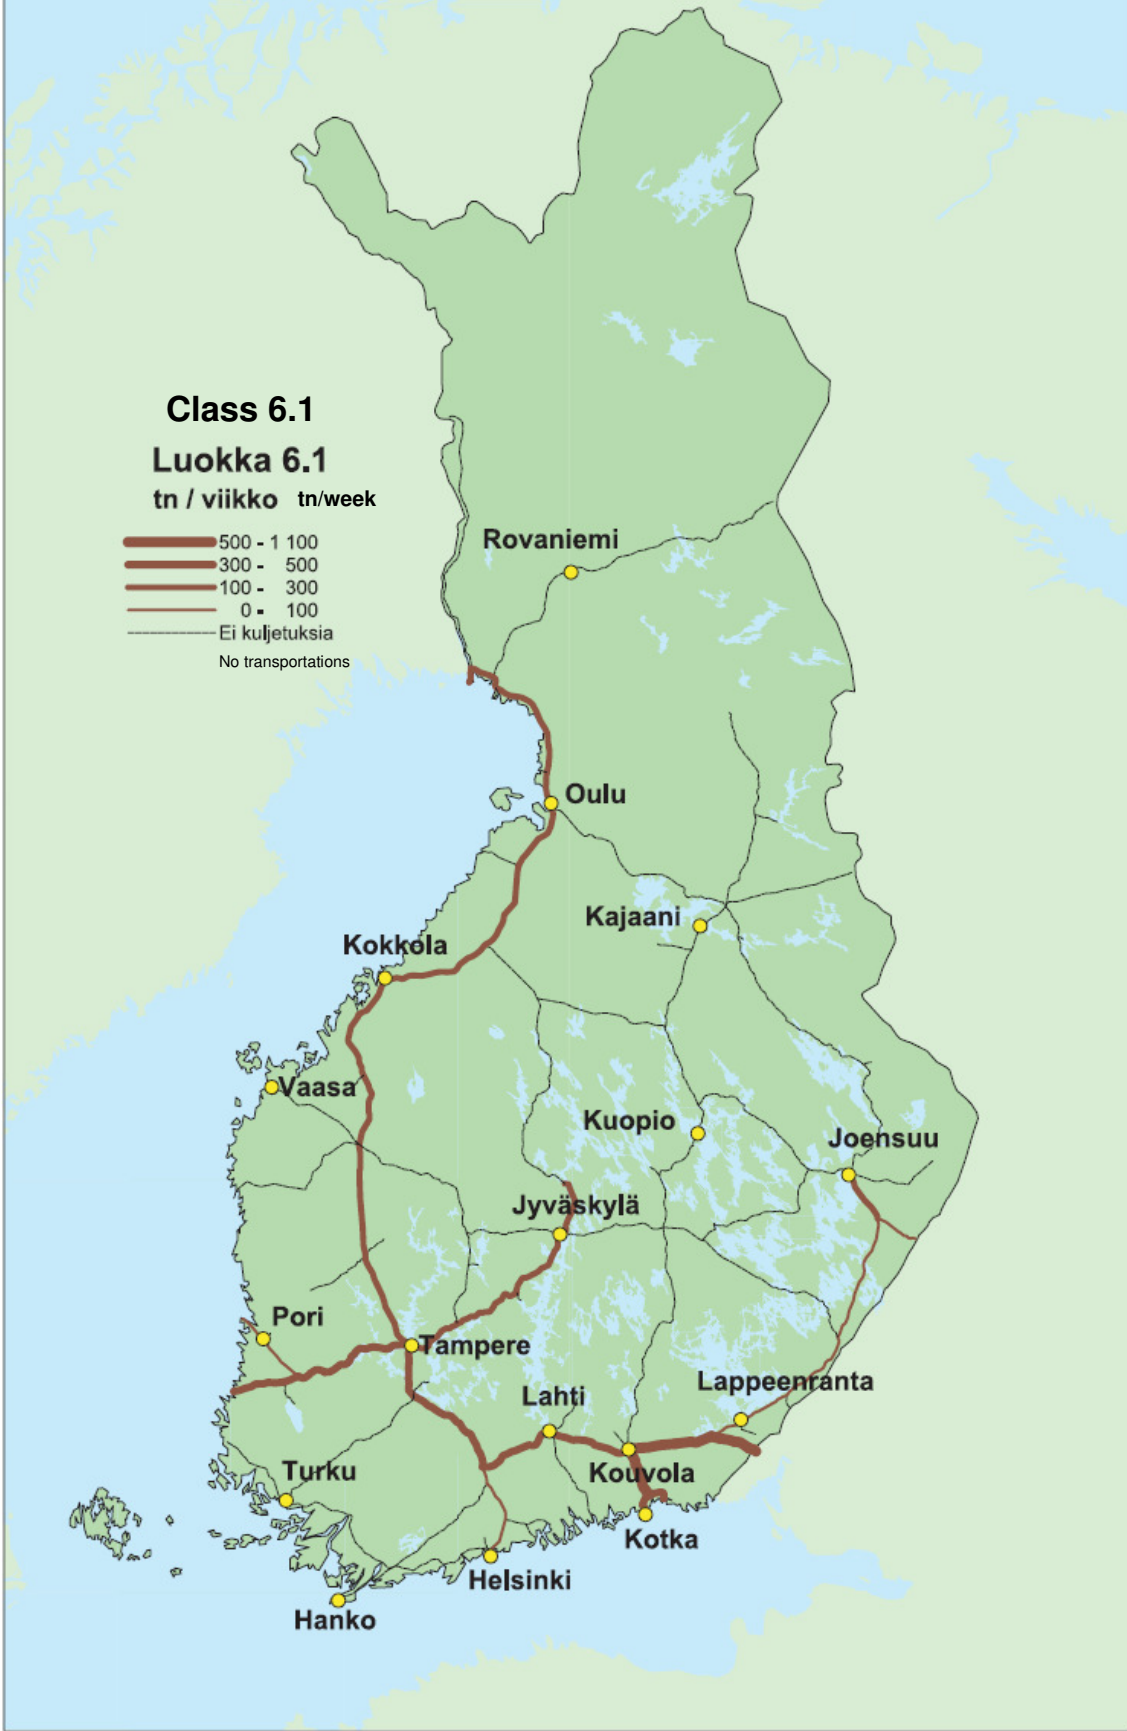 Class 6.1
Luokka 6.1
tn / viikko tn/week
500 - 1 100
300 - 500
100 - 300
0 - 100
Ei kuljetuksia
No transportations
Rovaniemi
Oulu
Kajaani
Kokkola
Vaasa
Kuopio
Joensuu
Jyväskylä
Pori
Tampere
Lappeenranta
Lahti
Turku
Kouvola
Kotka
Helsinki
Hanko